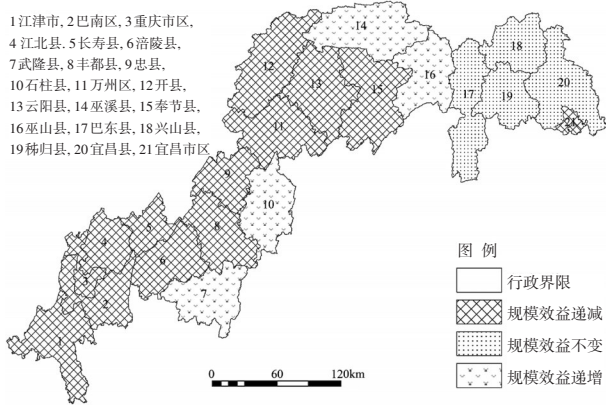 1江津市, 2巴南区, 3重庆市区,
4江北县. 5长寿县, 6涪陵县,
7武隆县, 8丰都县, 9忠县,
10石柱县, 11万州区, 12开县,
13云阳县, 14巫溪县, 15奉节县,
16巫山县, 17巴东县, 18兴山县,
19秭归县, 20宜昌县, 21宜昌市区
14
12
13
15
16
18
17
19
20
21
11
9
10
8
5
4
6
3
2
7
1
图 例
行政界限
规模效益递减
规模效益不变
规模效益递增
0 60 120km